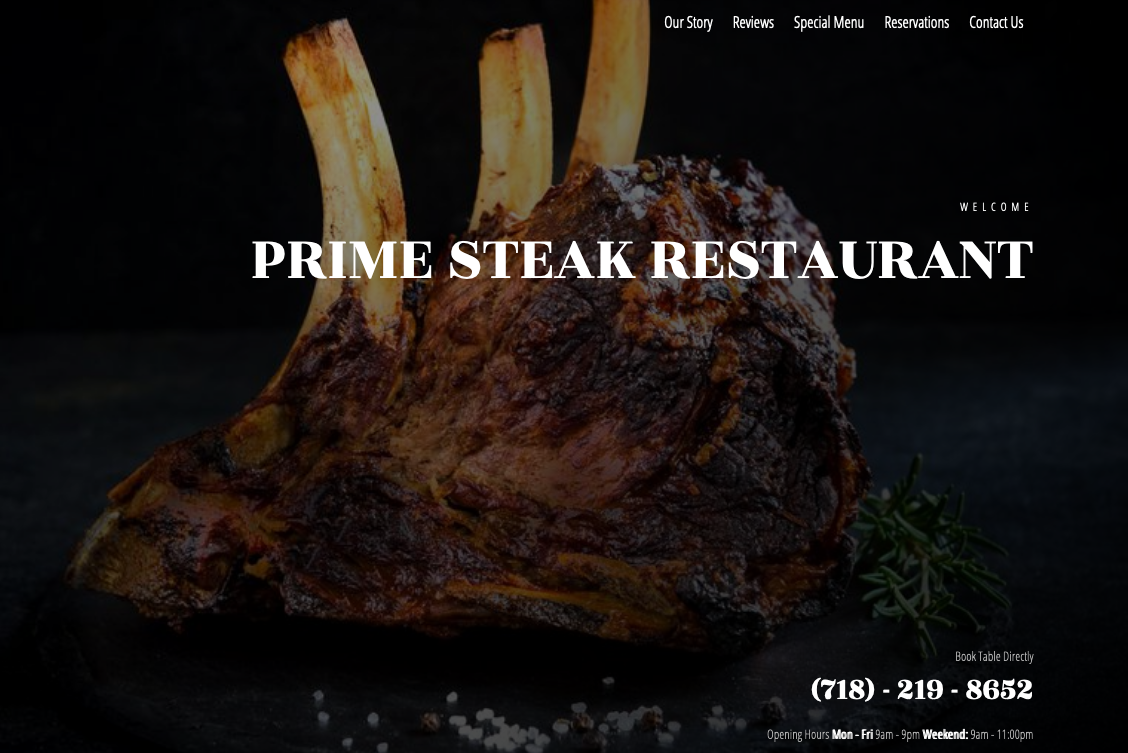 Our Story Reviews Special Menu Reservations Contact Us
WELCOME
PRIME STEAK RESTAURANT
Book Table Directly
(718) - 219 - 8652
Opening Hours Mon - Fri 9am - 9pm Weekend: 9am - 11:00pm